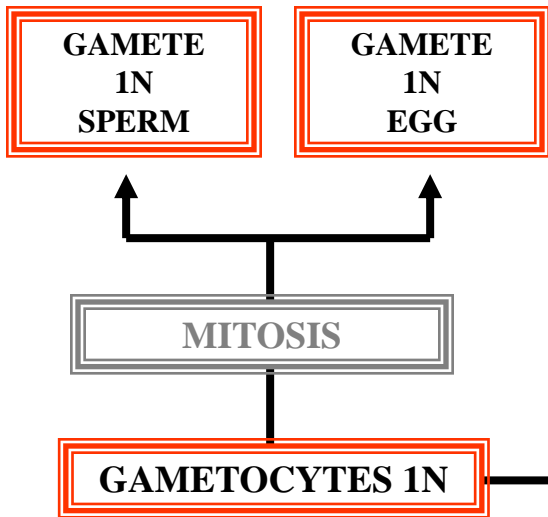 GAMETE
1N
SPERM
GAMETE
1N
EGG
MITOSIS
GAMETOCYTES 1N